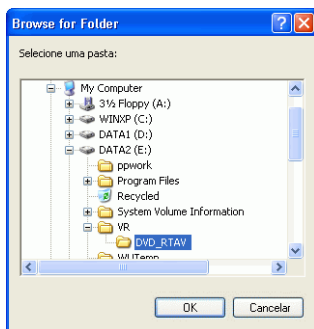 Browse for Folder
Selecione uma pasta:
My Computer
3½ Floppy (A:)
WINXP (C:)
DATA1 (D:)
DATA2 (E:)
ppwork
Program Files
Recycled
System Volume Information
VR
DVD_RTAV
WUTemp
OK
Cancelar